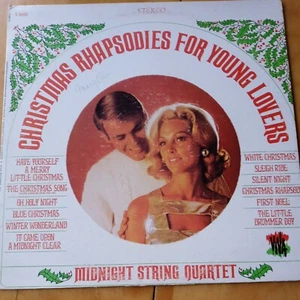 STEREO
CHRISTMAS RHAPSODIES FOR YOUNG LOVERS
HAVE YOURSELF
A MERRY
LITTLE CHRISTMAS
THE CHRISTMAS SONG
OH HOLY NIGHT
BLUE CHRISTMAS
WINTER WONDERLAND
IT CAME UPON
A MIDNIGHT CLEAR
WHITE CHRISTMAS
SLEIGH RIDE
SILENT NIGHT
CHRISTMAS RHAPSODY
FIRST NOEL
THE LITTLE
DRUMMER BOY
MIDNIGHT STRING QUARTET